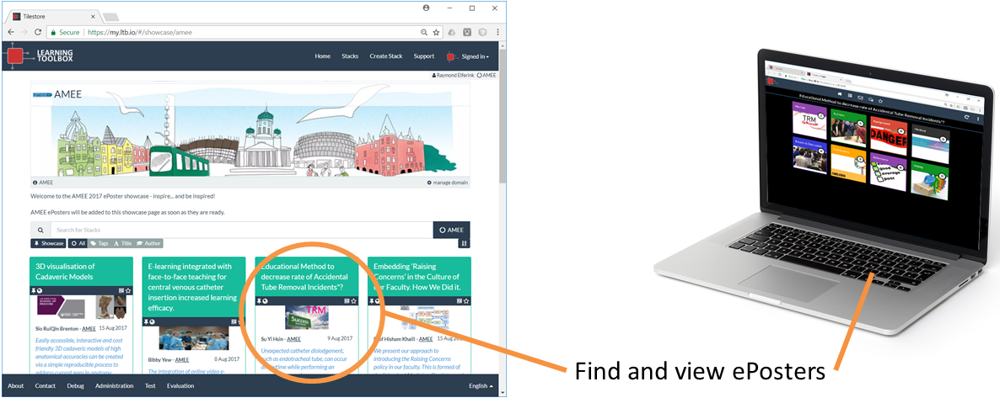 Tilestore
Secure
https://my.ltb.io/#/showcase/amee
LEARNING
TOOLBOX
Home
Stacks
Create Stack
Support
Signed in
Raymond Elferink
AMEE
AMEE
AMEE
manage domain
Welcome to the AMEE 2017 ePoster showcase - inspire... and be inspired!
AMEE ePosters will be added to this showcase page as soon as they are ready.
Search for Stacks
AMEE
Showcase
All
Tags
Title
Author
3D visualisation of
Cadaveric Models
Sio RuiQin Brenton - AMEE
15 Aug 2017
Easily accessible, interactive and cost
friendly 3D cadaveric models of high
anatomical accuracies can be created
via a simple reproducible process to
address current gaps in anatomy
E-learning integrated with
face-to-face teaching for
central venous catheter
insertion increased learning
efficacy.
Bibby Yew - AMEE
8 Aug 2017
The integration of online video e-
Educational Method to
decrease rate of Accidental
Tube Removal Incidents"?
TRM
Success
Su Yi Hsin - AMEE
9 Aug 2017
Unexpected catheter dislodgement,
such as endotracheal tube, can occur
anytime while performing an
Embedding 'Raising
Concerns' in the Culture of
our Faculty. How We Did it.
Prof Hisham Khalil - AMEE
15 Aug
We present our approach to
introducing the Raising Concerns
policy in our faculty. This is formed of
About
Contact
Debug
Administration
Test
Evaluation
English
Educational Method to decrease rate of Accidental Tube Removal Incidents"?
TRM
DANGER
Good
average
poor
Find and view ePosters